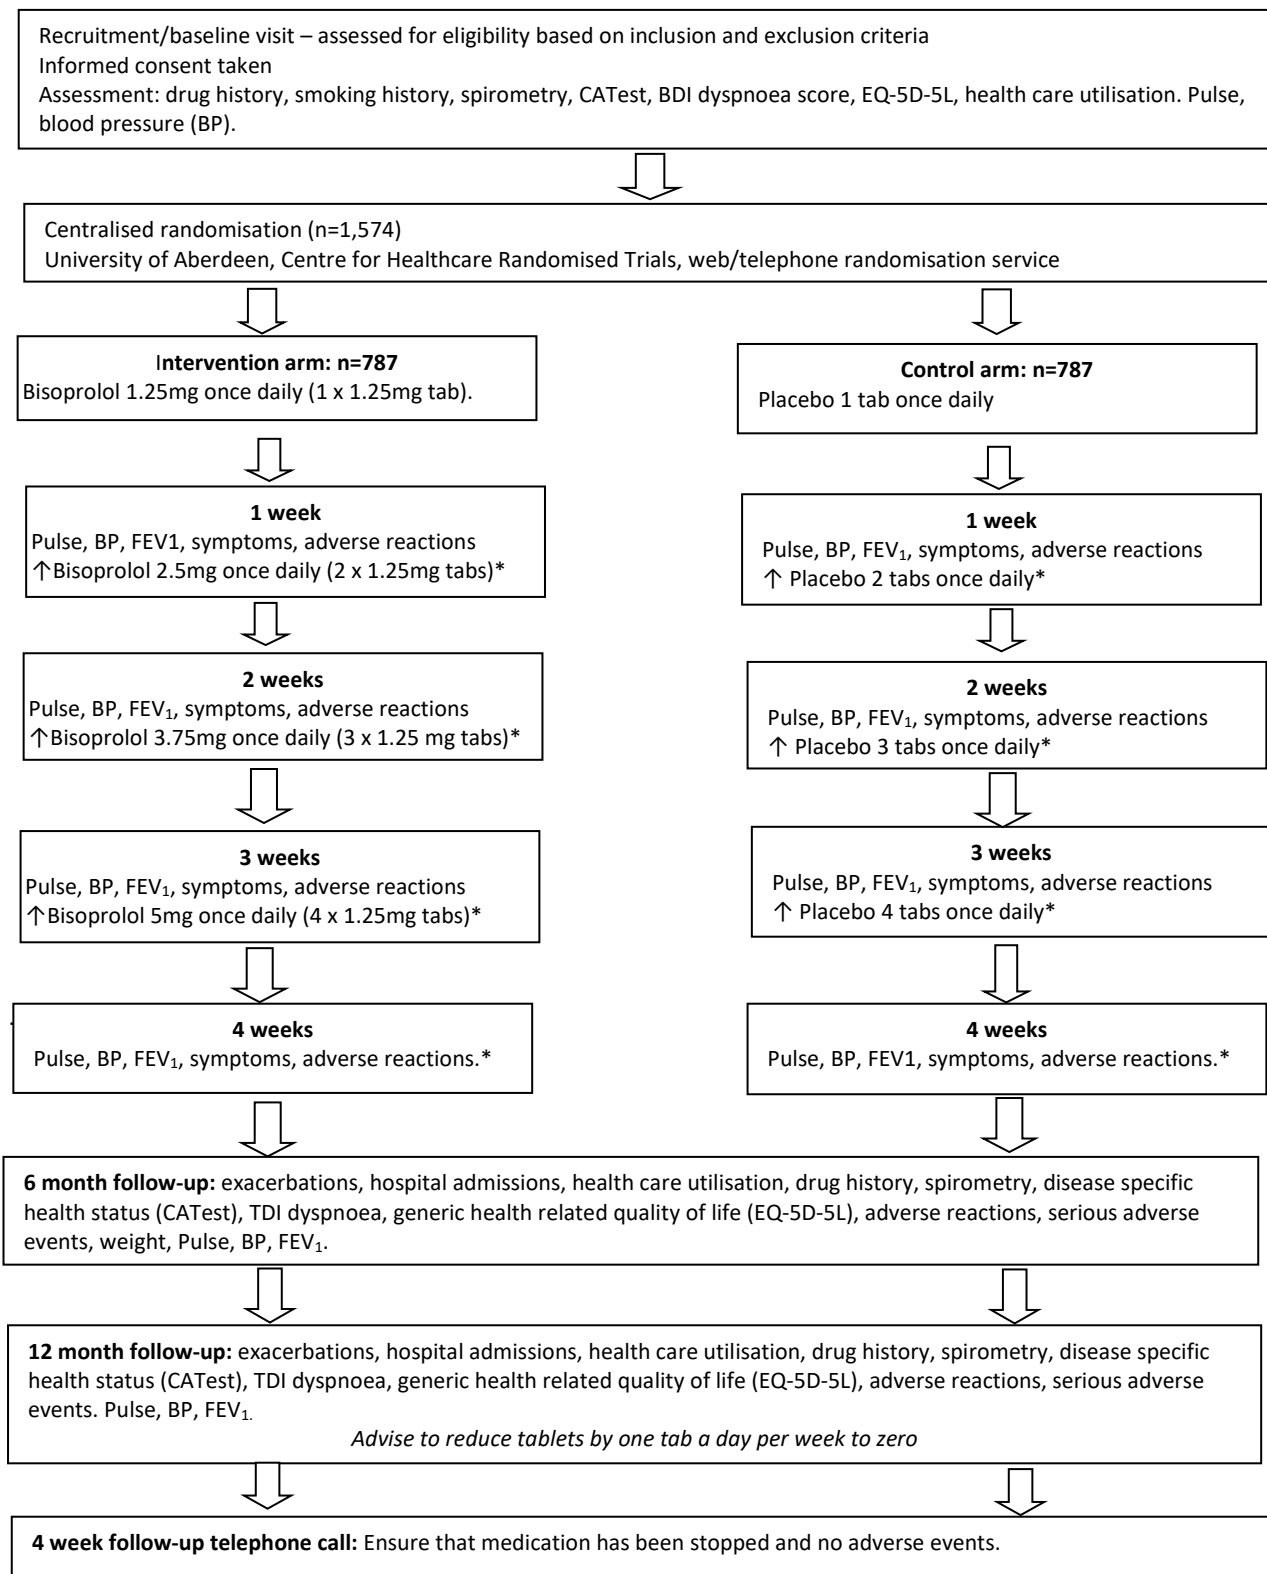 Recruitment/baseline visit – assessed for eligibility based on inclusion and exclusion criteria
Informed consent taken
Assessment: drug history, smoking history, spirometry, CATest, BDI dyspnoea score, EQ-5D-5L, health care utilisation. Pulse,
blood pressure (BP).
Centralised randomisation (n=1,574)
University of Aberdeen, Centre for Healthcare Randomised Trials, web/telephone randomisation service
Intervention arm: n=787
Bisoprolol 1.25mg once daily (1 x 1.25mg tab).
Control arm: n=787
Placebo 1 tab once daily
1 week
Pulse, BP, FEV1, symptoms, adverse reactions
↑Bisoprolol 2.5mg once daily (2 x 1.25mg tabs)*
1 week
Pulse, BP, FEV₁, symptoms, adverse reactions
↑ Placebo 2 tabs once daily*
2 weeks
Pulse, BP, FEV₁, symptoms, adverse reactions
↑Bisoprolol 3.75mg once daily (3 x 1.25 mg tabs)*
2 weeks
Pulse, BP, FEV₁, symptoms, adverse reactions
↑ Placebo 3 tabs once daily*
3 weeks
Pulse, BP, FEV₁, symptoms, adverse reactions
↑Bisoprolol 5mg once daily (4 x 1.25mg tabs)*
3 weeks
Pulse, BP, FEV₁, symptoms, adverse reactions
↑ Placebo 4 tabs once daily*
4 weeks
Pulse, BP, FEV₁, symptoms, adverse reactions.*
4 weeks
Pulse, BP, FEV1, symptoms, adverse reactions.*
6 month follow-up: exacerbations, hospital admissions, health care utilisation, drug history, spirometry, disease specific
health status (CATest), TDI dyspnoea, generic health related quality of life (EQ-5D-5L), adverse reactions, serious adverse
events, weight, Pulse, BP, FEV₁.
12 month follow-up: exacerbations, hospital admissions, health care utilisation, drug history, spirometry, disease specific
health status (CATest), TDI dyspnoea, generic health related quality of life (EQ-5D-5L), adverse reactions, serious adverse
events. Pulse, BP, FEV₁.
Advise to reduce tablets by one tab a day per week to zero
4 week follow-up telephone call: Ensure that medication has been stopped and no adverse events.